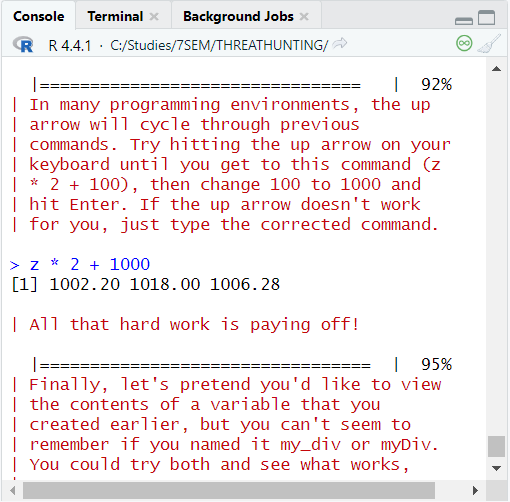 Console Terminal × Background Jobs ×
R R 4.4.1 · C:/Studies/7SEM/THREATHUNTING/
|================================ | 92%
| In many programming environments, the up
| arrow will cycle through previous
| commands. Try hitting the up arrow on your
| keyboard until you get to this command (z
| * 2 + 100), then change 100 to 1000 and
| hit Enter. If the up arrow doesn't work
| for you, just type the corrected command.
> z * 2 + 1000
[1] 1002.20 1018.00 1006.28
| All that hard work is paying off!
|================================= | 95%
| Finally, let's pretend you'd like to view
| the contents of a variable that you
| created earlier, but you can't seem to
| remember if you named it my_div or myDiv.
| You could try both and see what works,